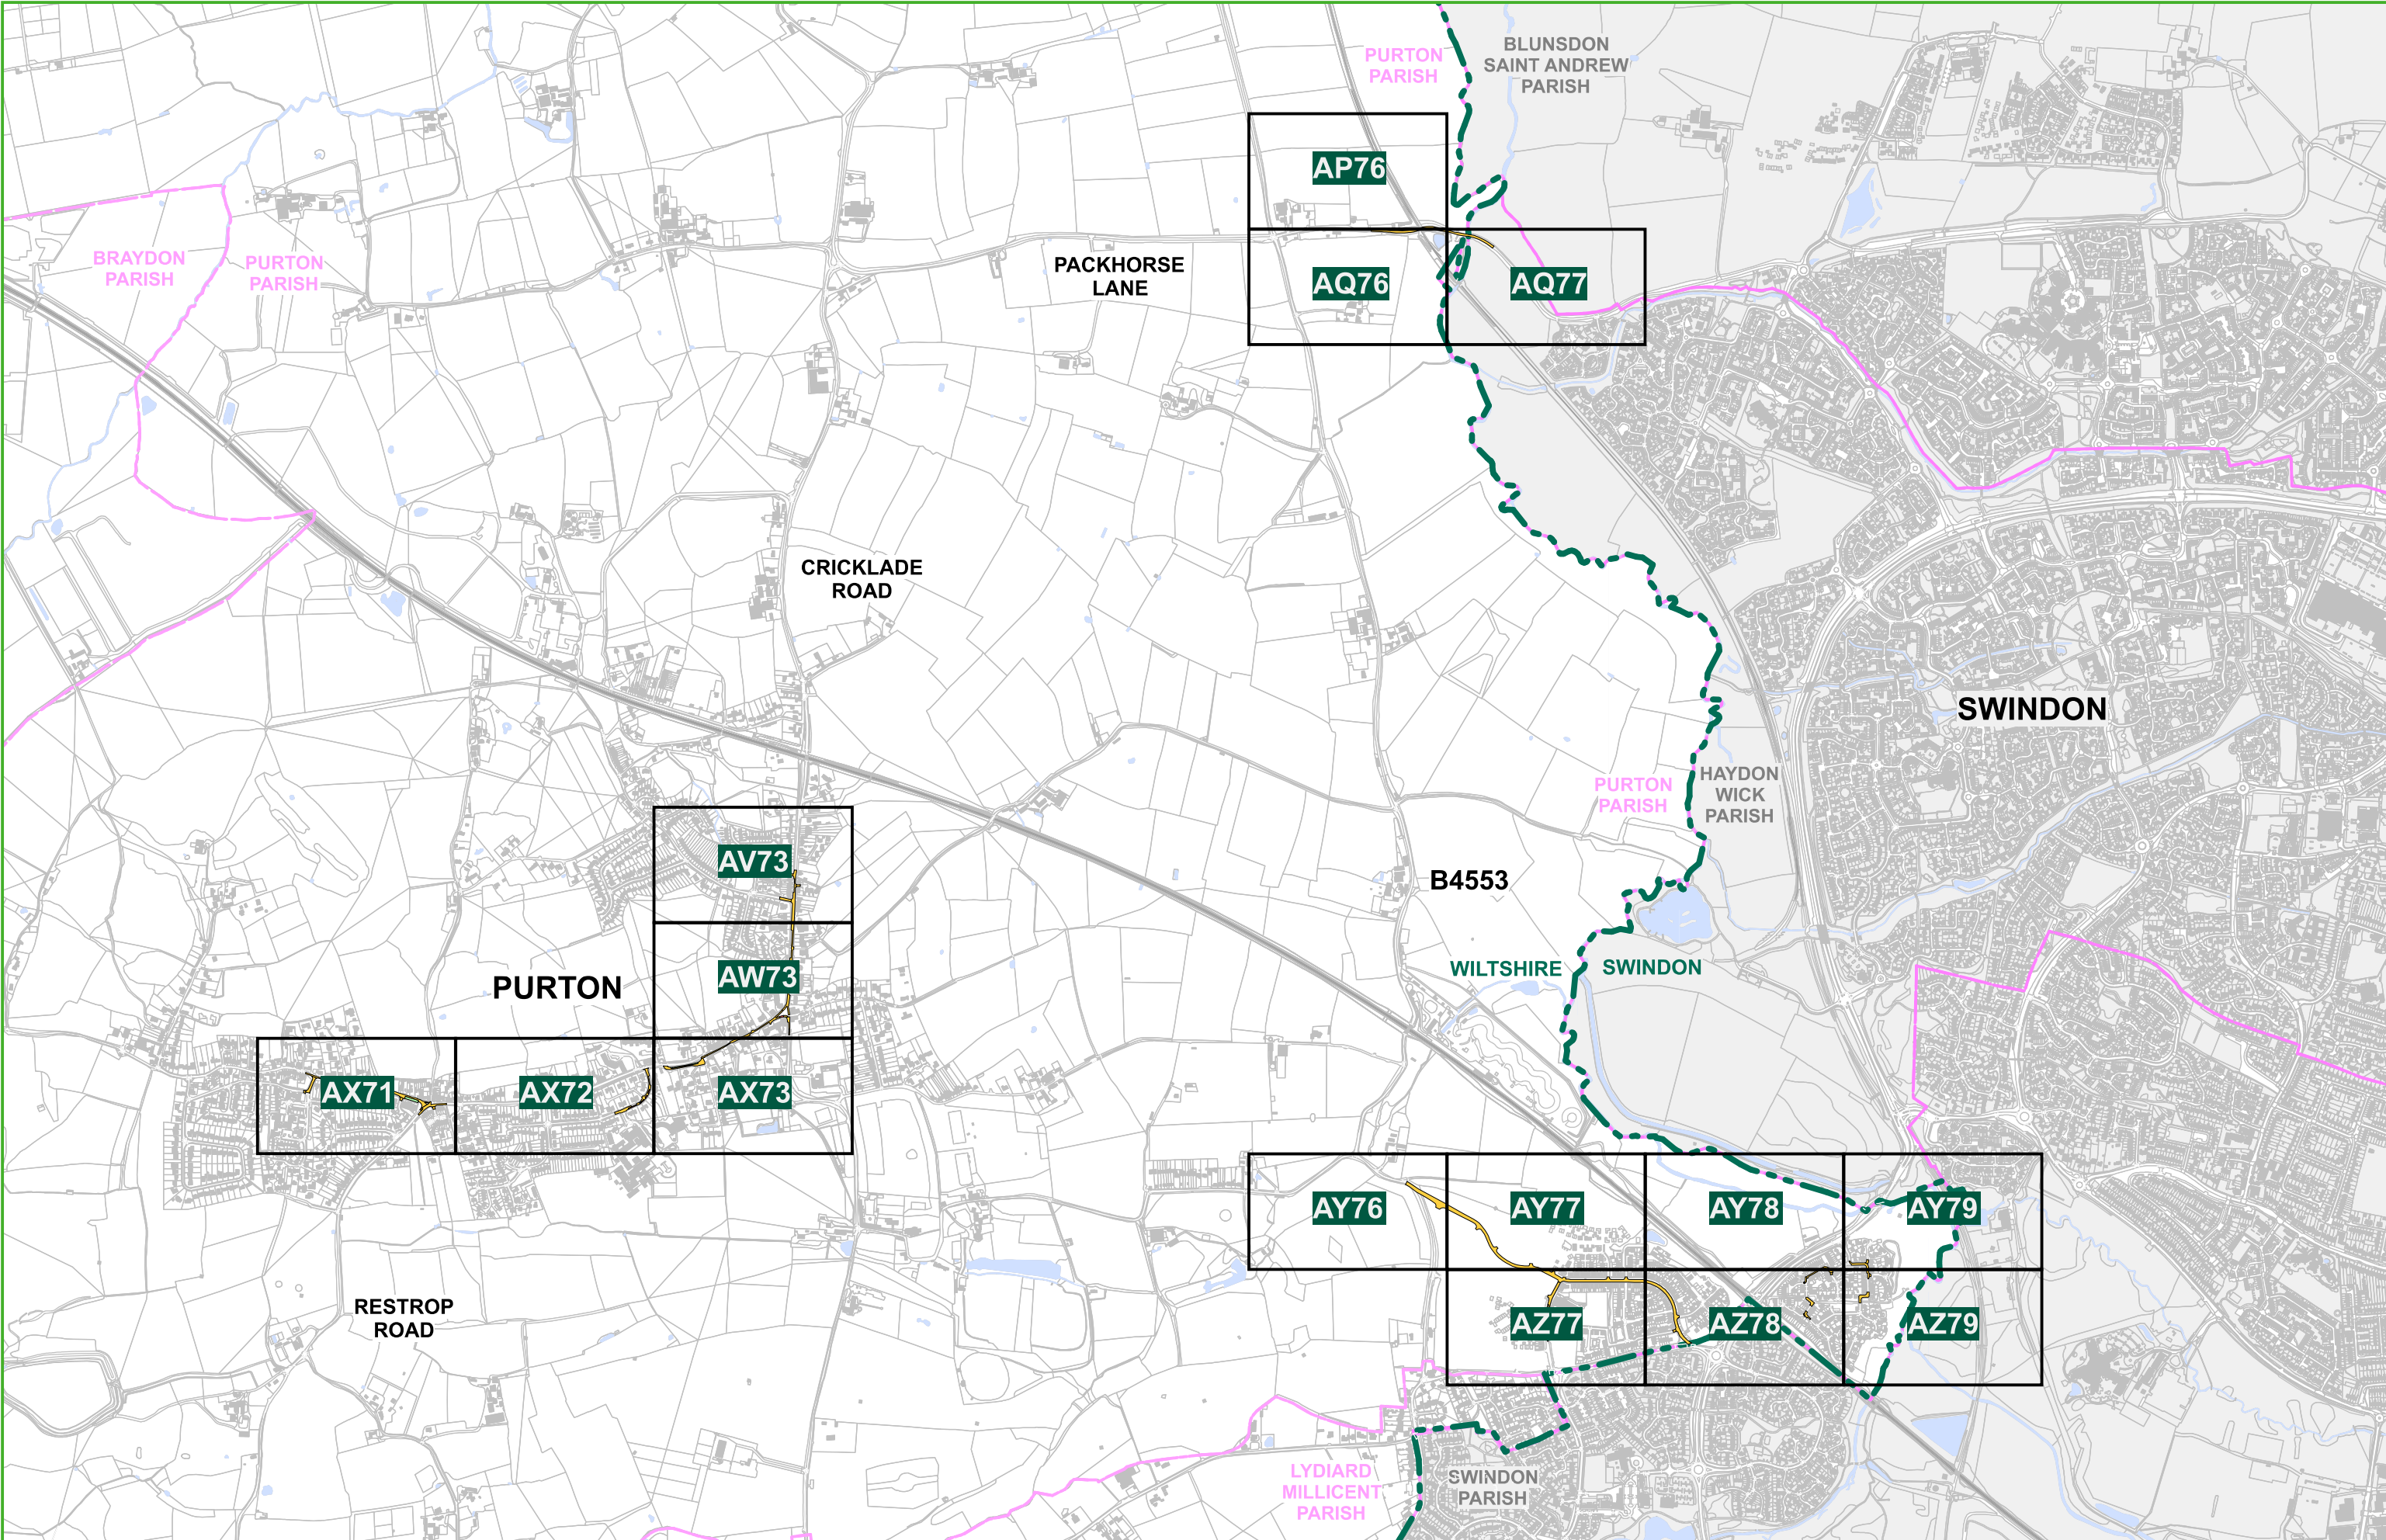 PURTON
PARISH
BLUNSDON
SAINT ANDREW
PARISH
AP76
BRAYDON
PARISH
PURTON
PARISH
PACKHORSE
LANE
AQ76
AQ77
CRICKLADE
ROAD
SWINDON
PURTON
PARISH
HAYDON
WICK
PARISH
AV73
B4553
WILTSHIRE
SWINDON
AW73
PURTON
AX71
AX72
AX73
AY76
AY77
AY78
AY79
RESTROP
ROAD
AZ77
AZ78
AZ79
LYDIARD
MILLICENT
PARISH
SWINDON
PARISH